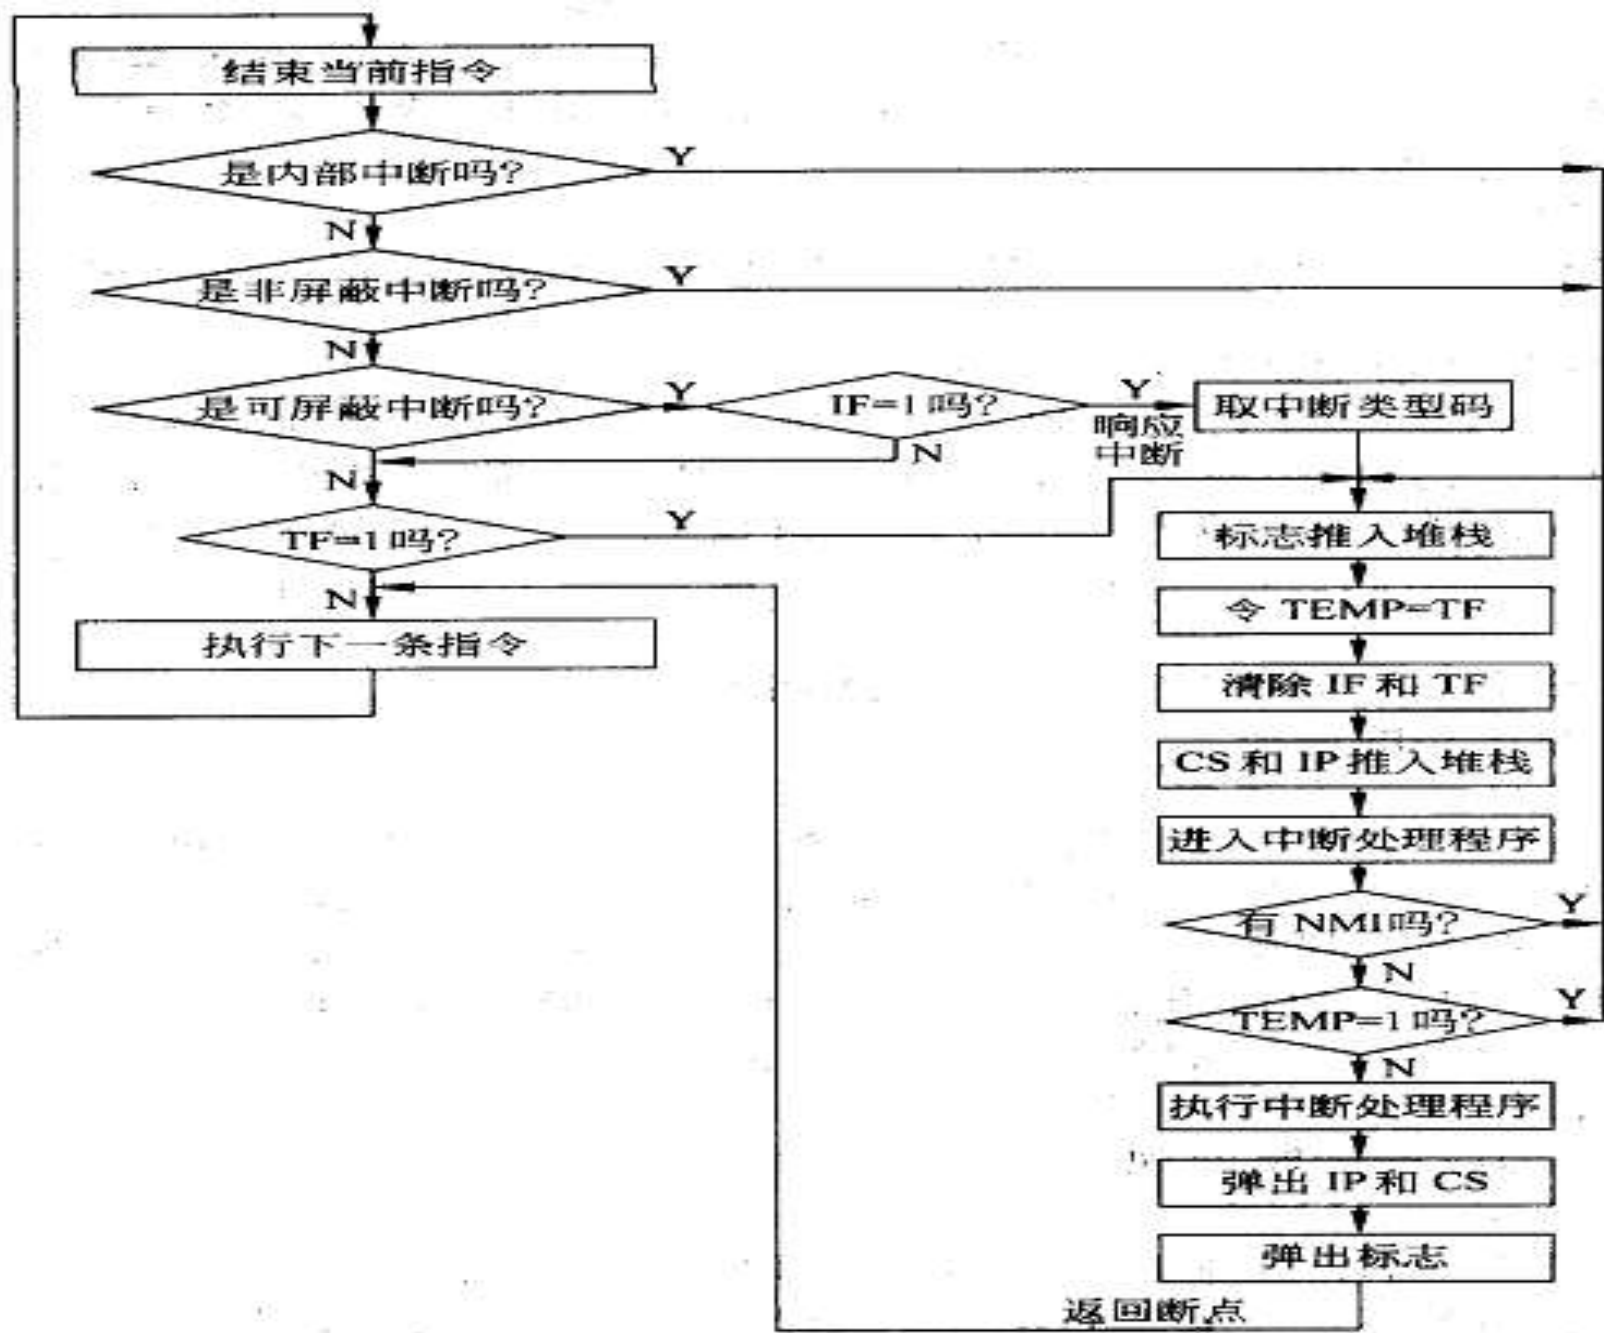 结束当前指令
是内部中断吗?
Y
N
是非屏蔽中断吗?
Y
N
是可屏蔽中断吗?
Y
IF=1吗?
Y
响应
中断
取中断类型码
N
N
TF=1吗?
Y
N
执行下一条指令
标志推入堆栈
令 TEMP=TF
清除 IF 和 TF
CS 和 IP 推入堆栈
进入中断处理程序
有 NMI吗?
Y
N
TEMP=1吗?
Y
N
执行中断处理程序
弹出 IP 和 CS
弹出标志
返回断点